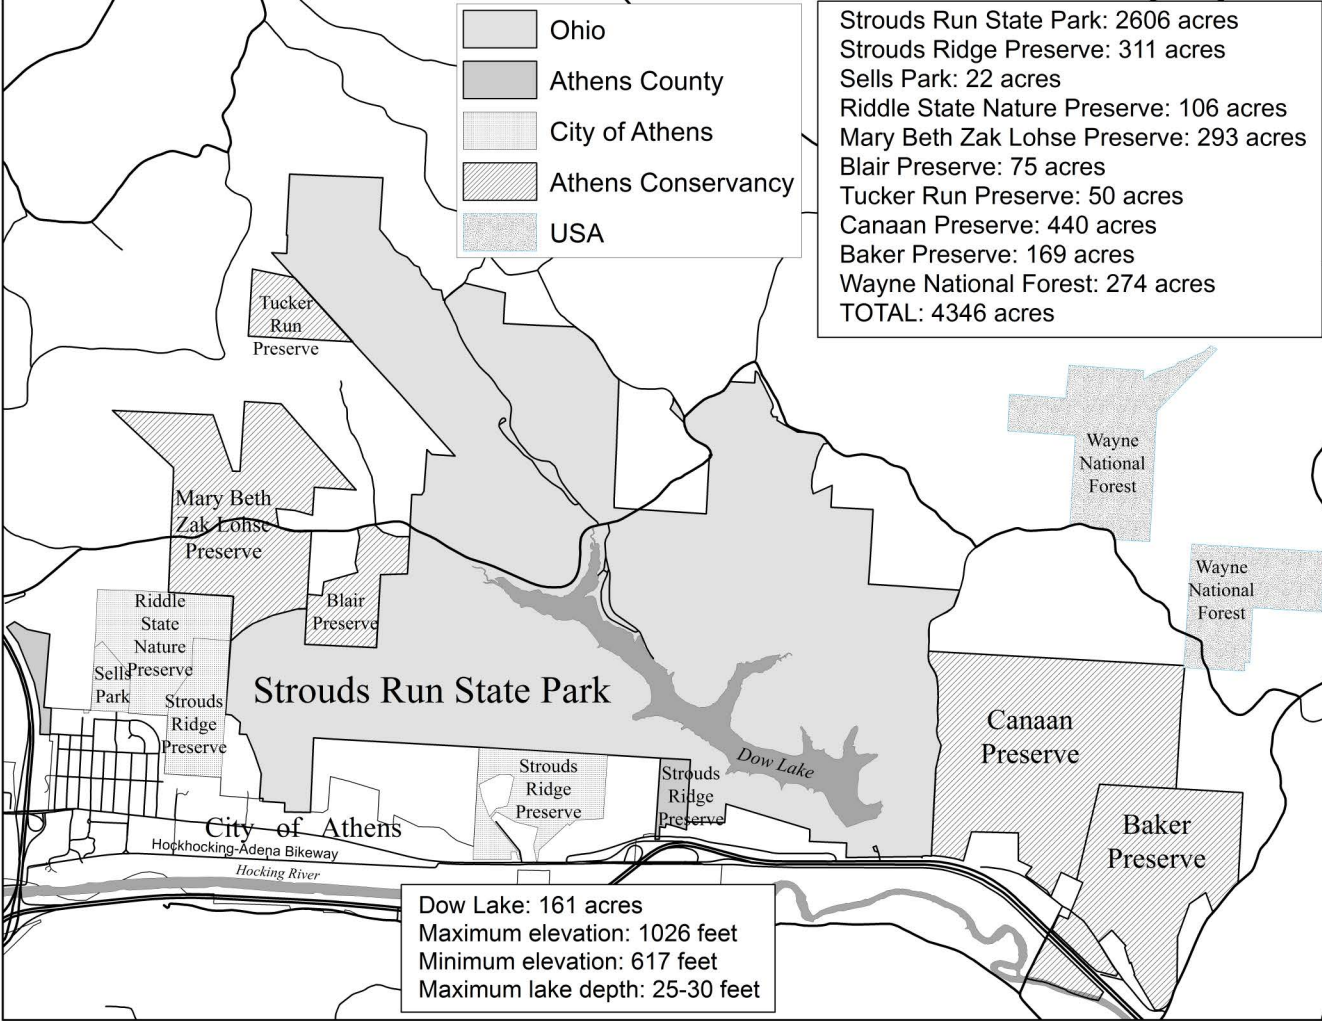 Ohio
Athens County
City of Athens
Athens Conservancy
USA
Strouds Run State Park: 2606 acres
Strouds Ridge Preserve: 311 acres
Sells Park: 22 acres
Riddle State Nature Preserve: 106 acres
Mary Beth Zak Lohse Preserve: 293 acres
Blair Preserve: 75 acres
Tucker Run Preserve: 50 acres
Canaan Preserve: 440 acres
Baker Preserve: 169 acres
Wayne National Forest: 274 acres
TOTAL: 4346 acres
Tucker
Run
Preserve
Wayne
National
Forest
Mary Beth
Zak Lohse
Preserve
Wayne
National
Forest
Riddle
State
Nature
Preserve
Blair
Preserve
Sells
Park
Strouds
Ridge
Preserve
Strouds Run State Park
Canaan
Preserve
Dow Lake
Strouds
Ridge
Preserve
Strouds
Ridge
Preserve
Baker
Preserve
City of Athens
Hockhocking-Adena Bikeway
Hocking River
Dow Lake: 161 acres
Maximum elevation: 1026 feet
Minimum elevation: 617 feet
Maximum lake depth: 25-30 feet